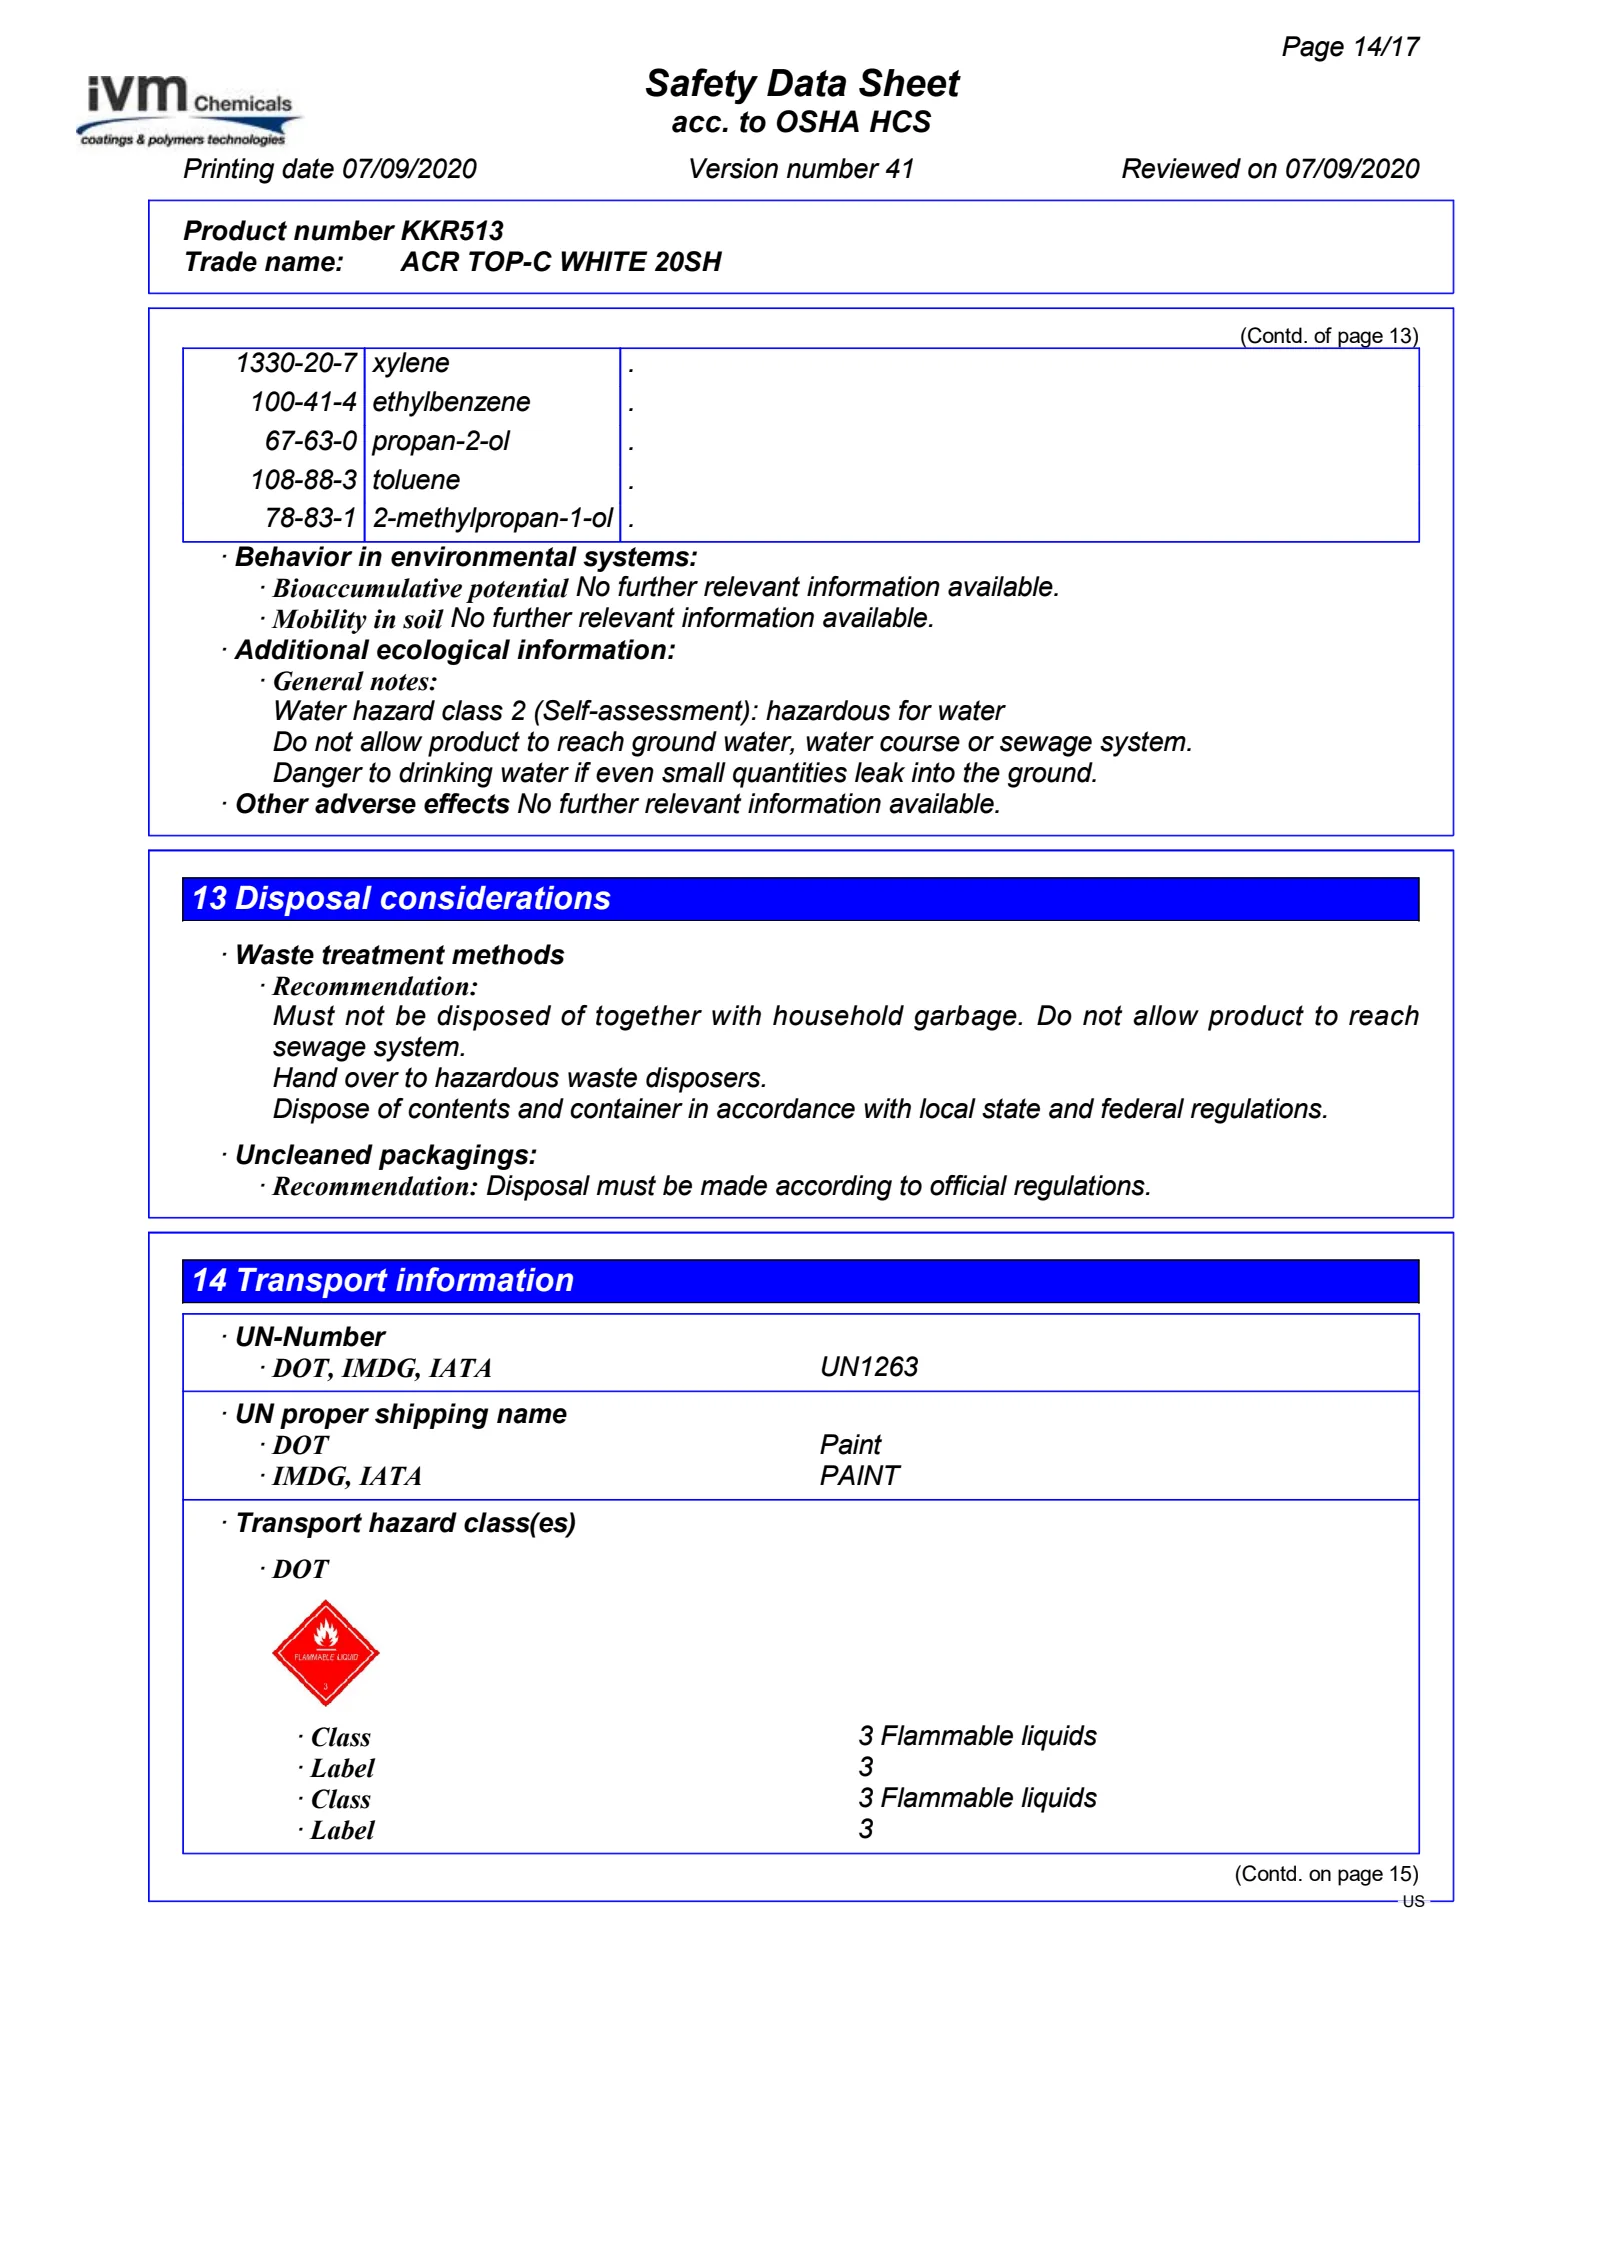 Page 14/17
ivm Chemicals
coatings & polymers technologies
Safety Data Sheet
acc. to OSHA HCS
Printing date 07/09/2020 Version number 41 Reviewed on 07/09/2020
Product number KKR513
Trade name: ACR TOP-C WHITE 20SH
(Contd. of page 13)
1330-20-7 xylene .
100-41-4 ethylbenzene .
67-63-0 propan-2-ol .
108-88-3 toluene .
78-83-1 2-methylpropan-1-ol .
· Behavior in environmental systems:
· Bioaccumulative potential No further relevant information available.
· Mobility in soil No further relevant information available.
· Additional ecological information:
· General notes:
Water hazard class 2 (Self-assessment): hazardous for water
Do not allow product to reach ground water, water course or sewage system.
Danger to drinking water if even small quantities leak into the ground.
· Other adverse effects No further relevant information available.
13 Disposal considerations
· Waste treatment methods
· Recommendation:
Must not be disposed of together with household garbage. Do not allow product to reach
sewage system.
Hand over to hazardous waste disposers.
Dispose of contents and container in accordance with local state and federal regulations.
· Uncleaned packagings:
· Recommendation: Disposal must be made according to official regulations.
14 Transport information
· UN-Number
· DOT, IMDG, IATA UN1263
· UN proper shipping name
· DOT Paint
· IMDG, IATA PAINT
· Transport hazard class(es)
· DOT
FLAMMABLE LIQUID
3
· Class 3 Flammable liquids
· Label 3
· Class 3 Flammable liquids
· Label 3
(Contd. on page 15)
US